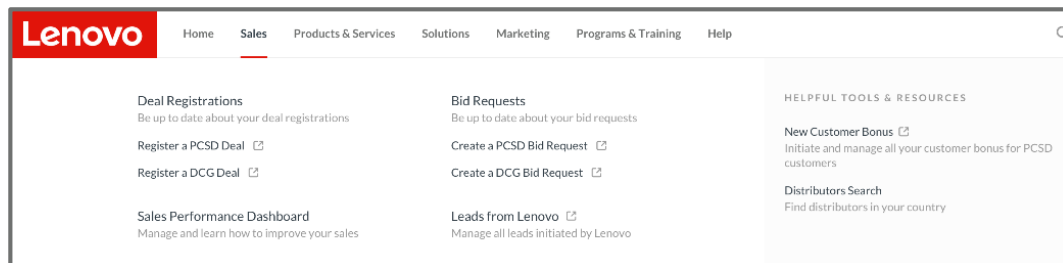 Lenovo
Home Sales Products & Services Solutions Marketing Programs & Training Help
Deal Registrations
Be up to date about your deal registrations
Register a PCSD Deal
Register a DCG Deal
Sales Performance Dashboard
Manage and learn how to improve your sales
Bid Requests
Be up to date about your bid requests
Create a PCSD Bid Request
Create a DCG Bid Request
Leads from Lenovo
Manage all leads initiated by Lenovo
HELPFUL TOOLS & RESOURCES
New Customer Bonus
Initiate and manage all your customer bonus for PCSD
customers
Distributors Search
Find distributors in your country